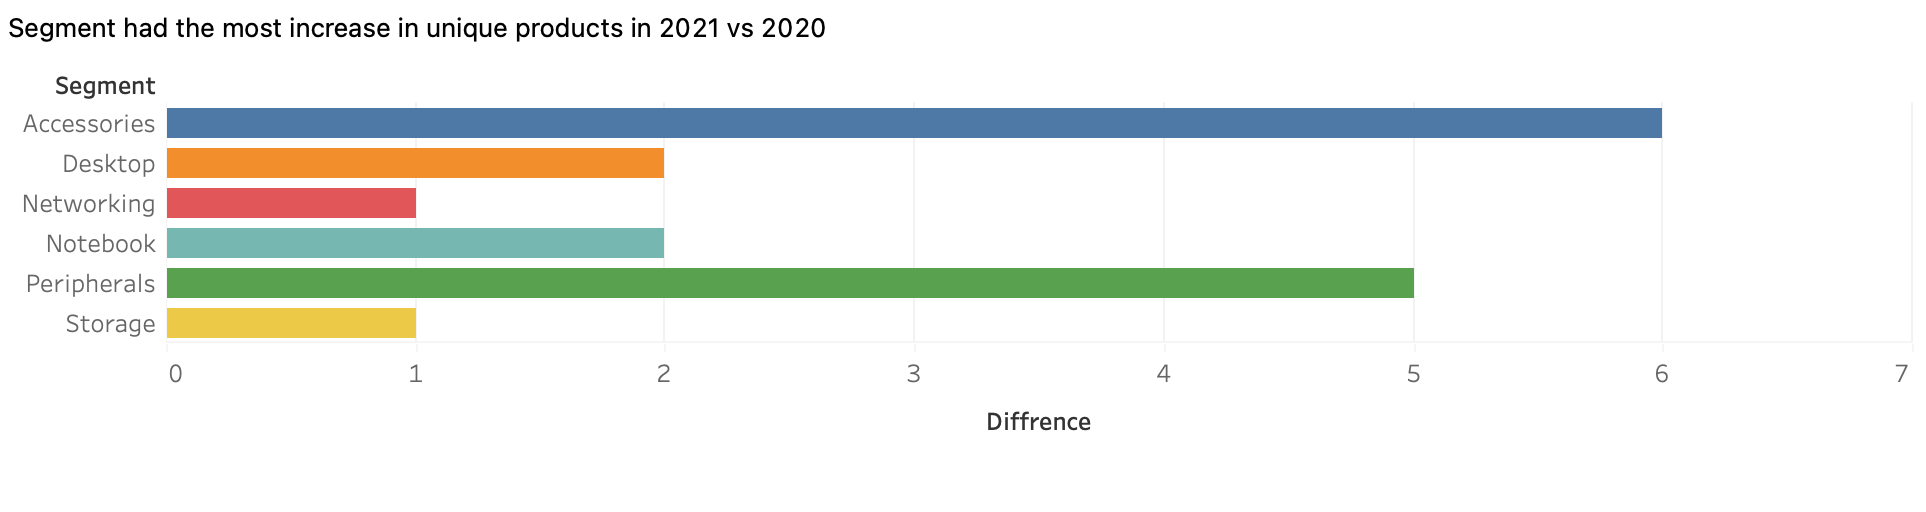 Segment had the most increase in unique products in 2021 vs 2020
Segment
Accessories
Desktop
Networking
Notebook
Peripherals
Storage
0 1 2 3 4 5 6 7
Diffrence